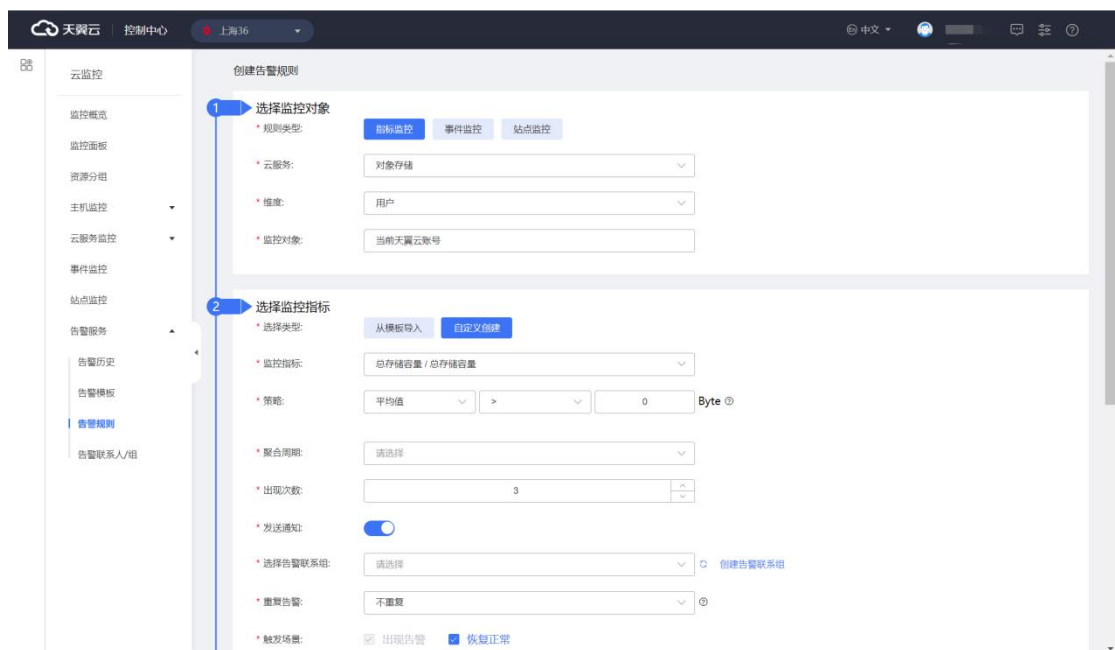 天翼云 控制中心 上海36 中文
云监控
监控概览
监控面板
资源分组
主机监控
云服务监控
事件监控
站点监控
告警服务
告警历史
告警模板
告警规则
告警联系人/组
创建告警规则
1 选择监控对象
* 规则类型: 指标监控 事件监控 站点监控
* 云服务: 对象存储
* 维度: 用户
* 监控对象: 当前天翼云账号
2 选择监控指标
* 选择类型: 从模板导入 自定义创建
* 监控指标: 总存储容量 / 总存储容量
* 策略: 平均值 > 0 Byte
* 聚合周期: 请选择
* 出现次数: 3
* 发送通知:
* 选择告警联系组: 请选择 创建告警联系组
* 重复告警: 不重复
* 触发场景: 出现告警 恢复正常